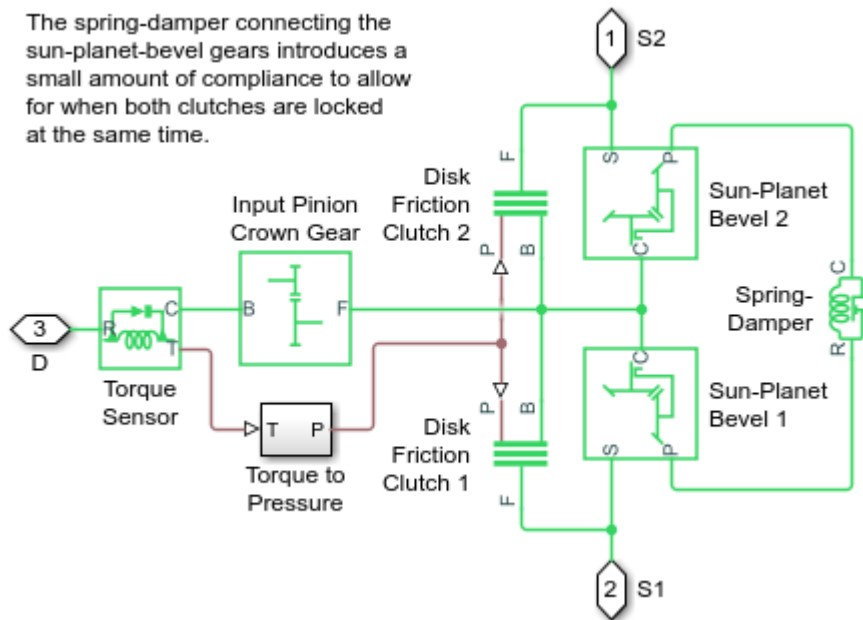 The spring-damper connecting the
sun-planet-bevel gears introduces a
small amount of compliance to allow
for when both clutches are locked
at the same time.
1
S2
F
S
P
Disk
Friction
Clutch 2
Sun-Planet
Bevel 2
Input Pinion
Crown Gear
P
B
C
C
Spring-
Damper
R
3
D
R
C
T
B
F
Torque
Sensor
C
P
B
Sun-Planet
Bevel 1
T
P
Torque to
Pressure
Disk
Friction
Clutch 1
S
P
F
2
S1